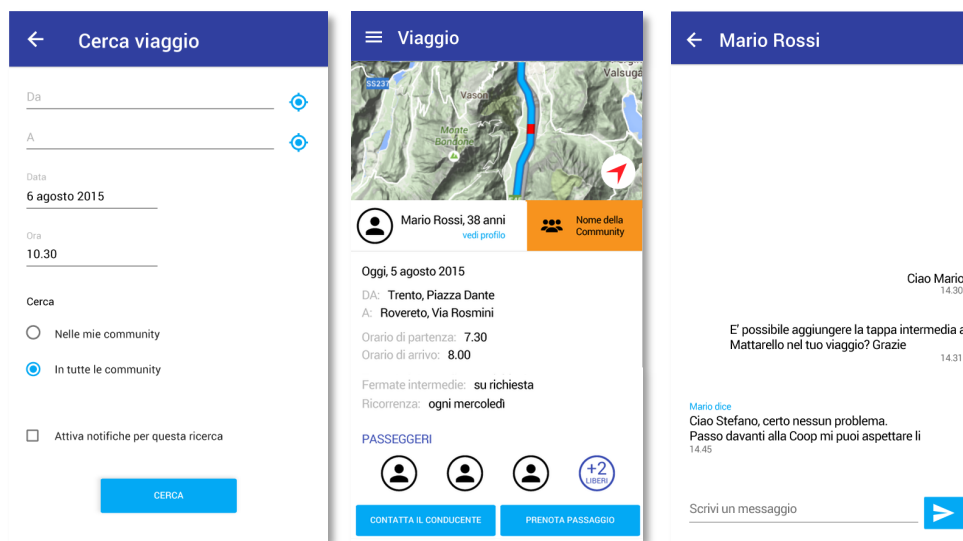 Cerca viaggio
Da
A
Data
6 agosto 2015
Ora
10.30
Cerca
Nelle mie community
In tutte le community
Attiva notifiche per questa ricerca
CERCA
Viaggio
SS237
Vason
Valsuga
Monte
Bondone
Mario Rossi, 38 anni
vedi profilo
Nome della
Community
Oggi, 5 agosto 2015
DA: Trento, Piazza Dante
A: Rovereto, Via Rosmini
Orario di partenza: 7.30
Orario di arrivo: 8.00
Fermate intermedie: su richiesta
Ricorrenza: ogni mercoledì
PASSEGGERI
+2
LIBERI
CONTATTA IL CONDUCENTE
PRENOTA PASSAGGIO
Mario Rossi
Ciao Mario
14.30
E' possibile aggiungere la tappa intermedia a
Mattarello nel tuo viaggio? Grazie
14.31
Mario dice
Ciao Stefano, certo nessun problema.
Passo davanti alla Coop mi puoi aspettare li
14.45
Scrivi un messaggio